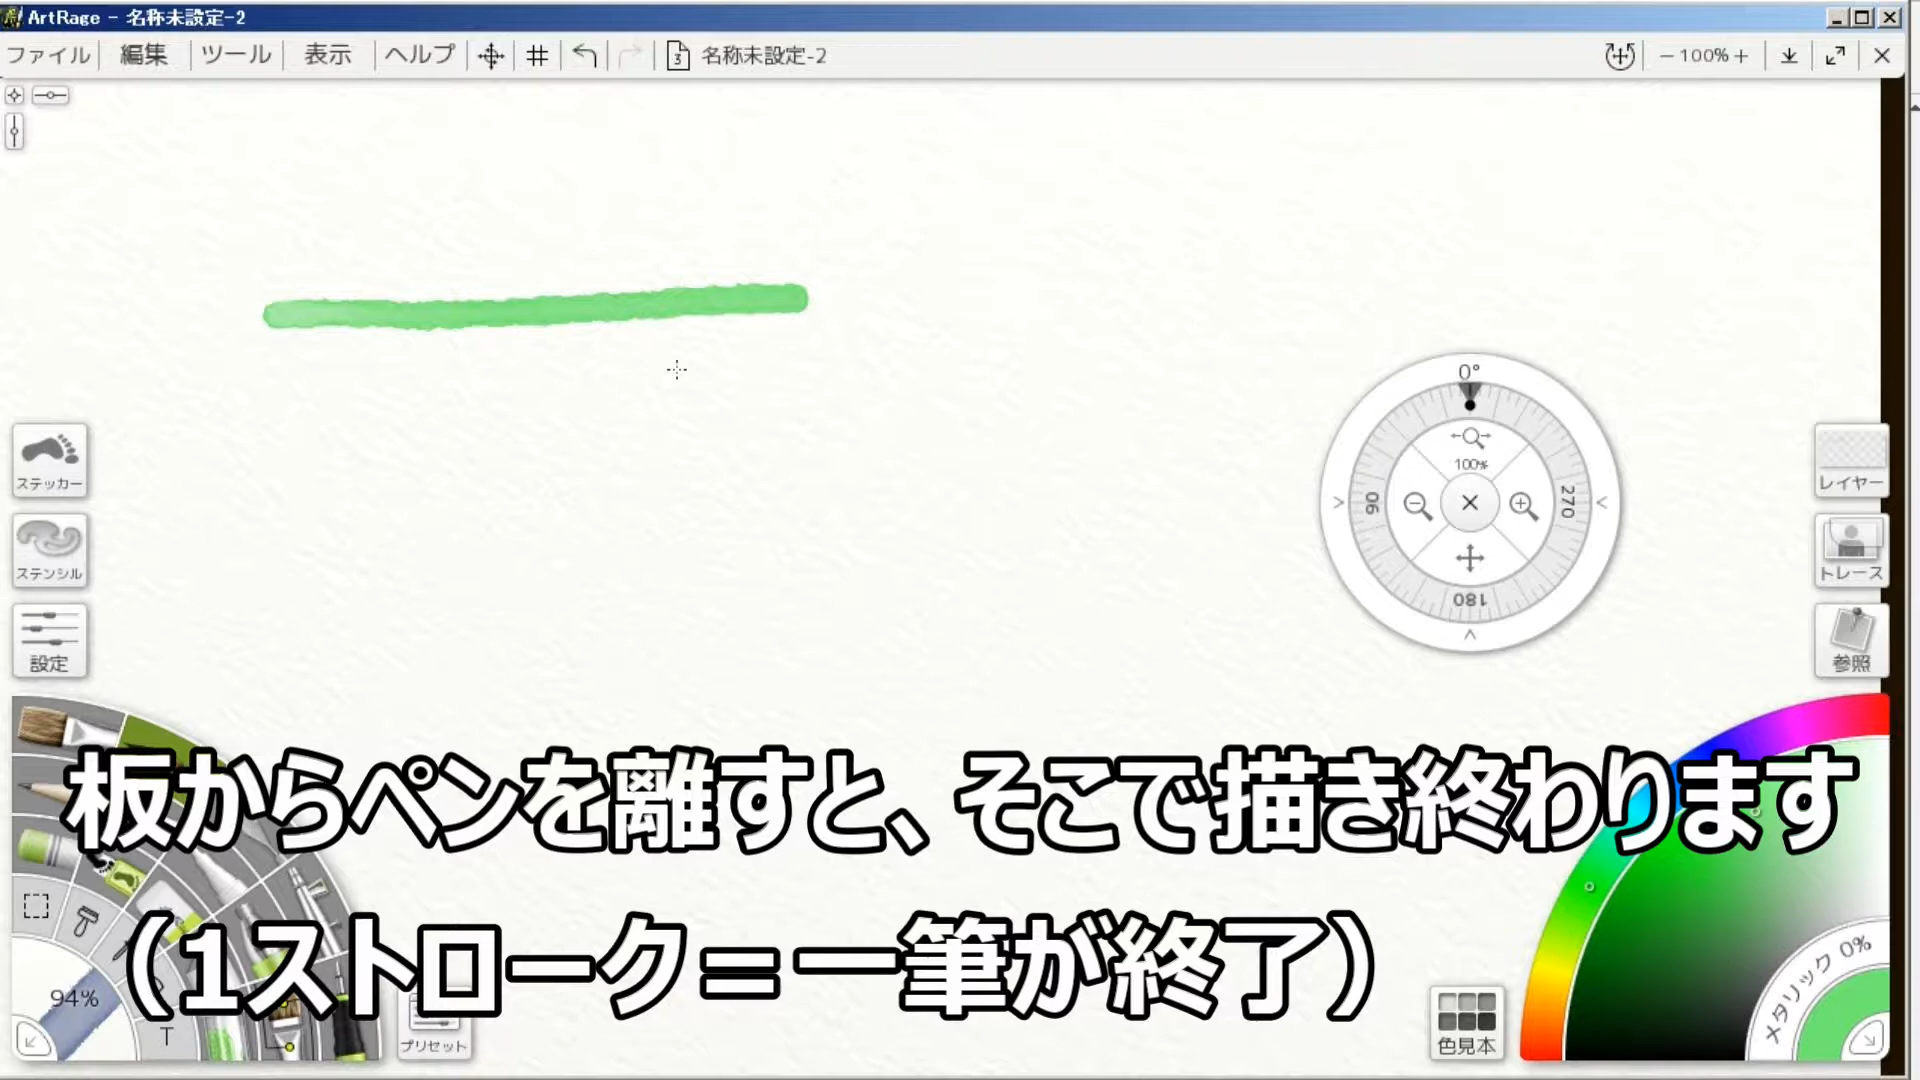 ArtRage - 名称未設定-2
ファイル 編集 ツール 表示 ヘルプ 3 名称未設定-2 − 100% +
0°
100%
90
270
180
ステッカー
ステンシル
設定
レイヤー
トレース
参照
板からペンを離すと、そこで描き終わります
（1ストローク＝一筆が終了）
94%
T
プリセット
色見本
メタリック 0%